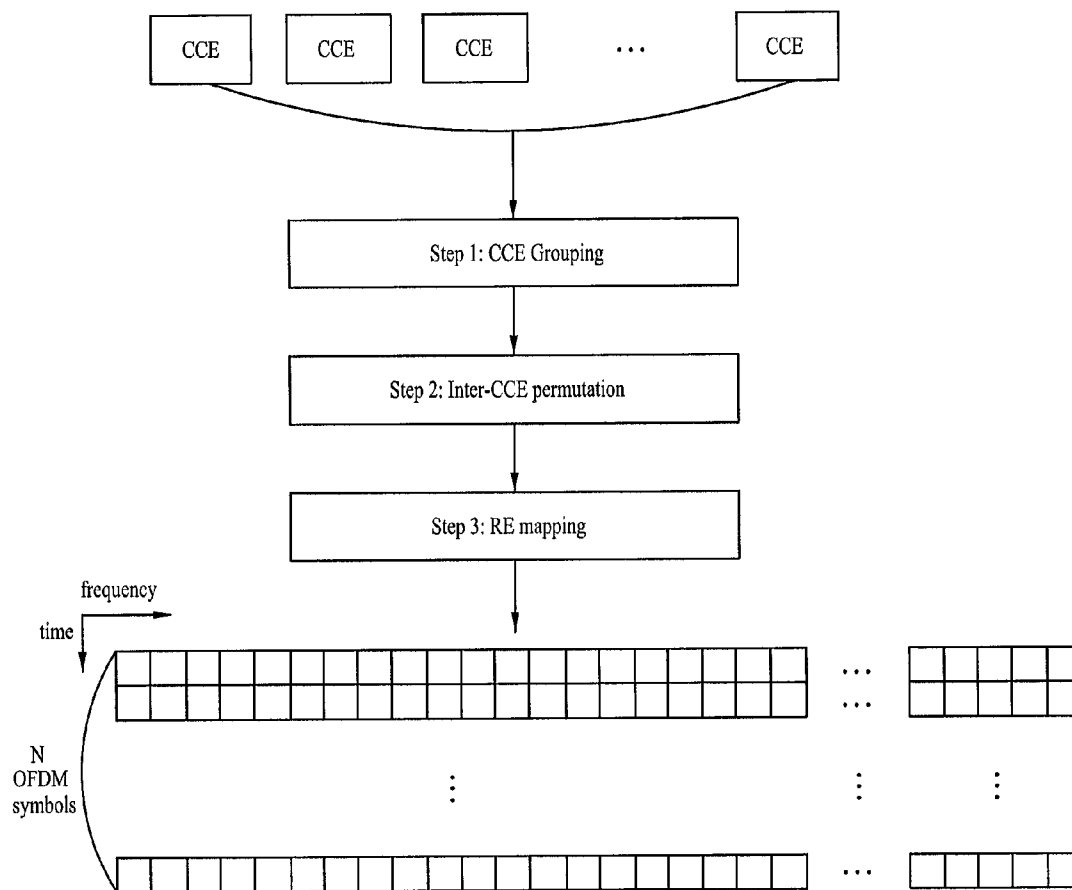 CCE CCE CCE ... CCE
Step 1: CCE Grouping
Step 2: Inter-CCE permutation
Step 3: RE mapping
frequency
time
N
OFDM
symbols